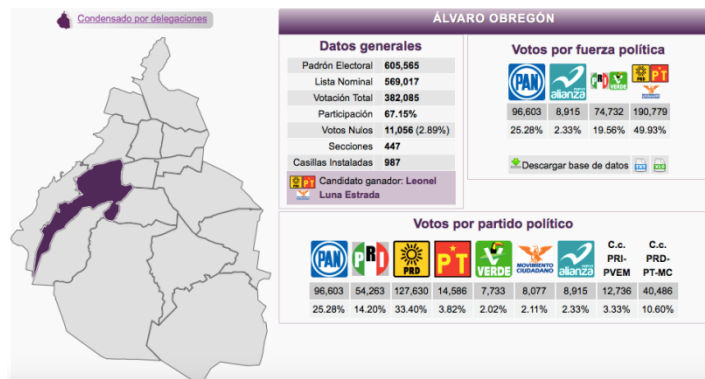 Condensado por delegaciones
ÁLVARO OBREGÓN
Datos generales
Padrón Electoral 605,565
Lista Nominal 569,017
Votación Total 382,085
Participación 67.15%
Votos Nulos 11,056 (2.89%)
Secciones 447
Casillas Instaladas 987
PRD PT Candidato ganador: Leonel
Luna Estrada
Votos por fuerza política
PAN alianza PRI VERDE PRD PT
96,603 8,915 74,732 190,779
25.28% 2.33% 19.56% 49.93%
Descargar base de datos
Votos por partido político
PAN PRI PRD PT VERDE MOVIMIENTO CIUDADANO alianza C.c. PRI-PVEM C.c. PRD-PT-MC
96,603 54,263 127,630 14,586 7,733 8,077 8,915 12,736 40,486
25.28% 14.20% 33.40% 3.82% 2.02% 2.11% 2.33% 3.33% 10.60%